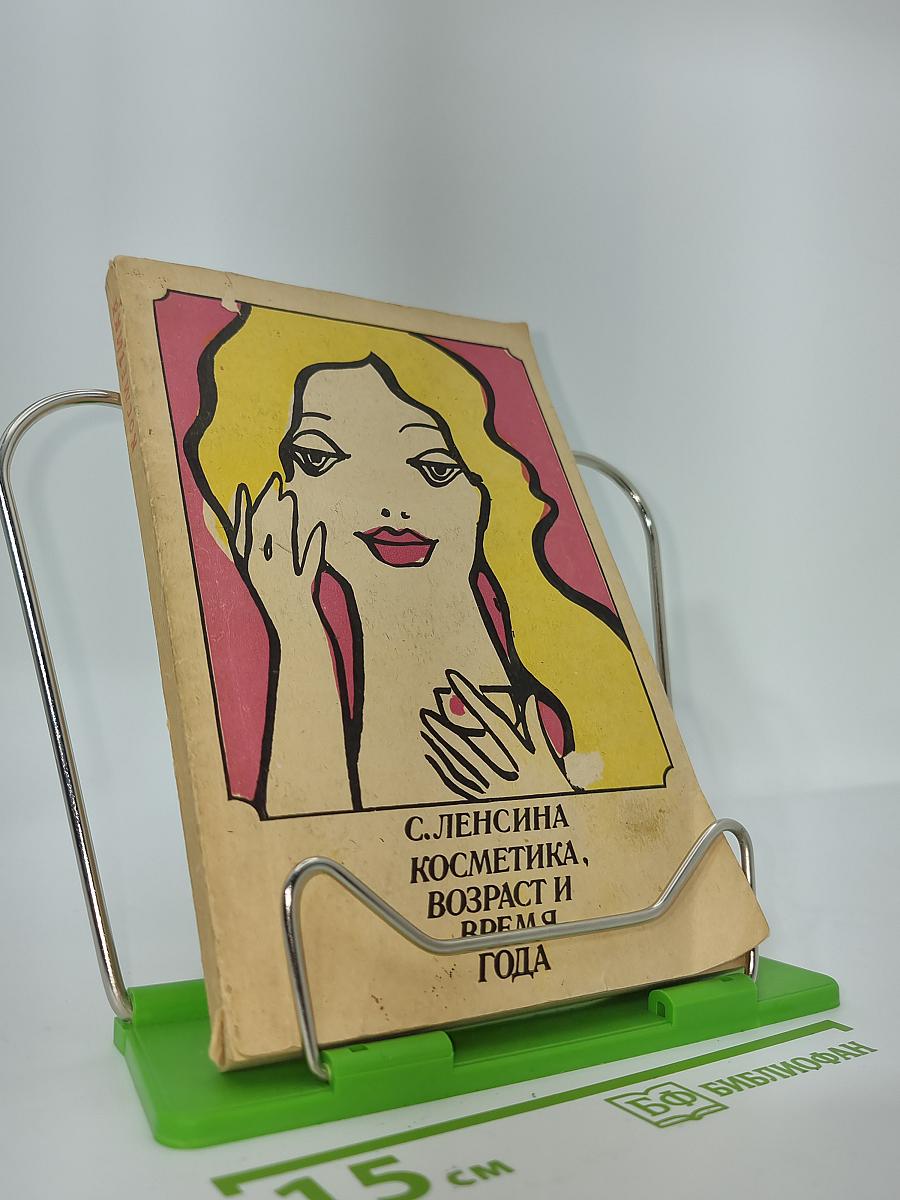 С.ЛЕНСИНА
КОСМЕТИКА,
ВОЗРАСТ И
ВРЕМЯ
ГОДА
БФ БИБЛИОФАН
15 см